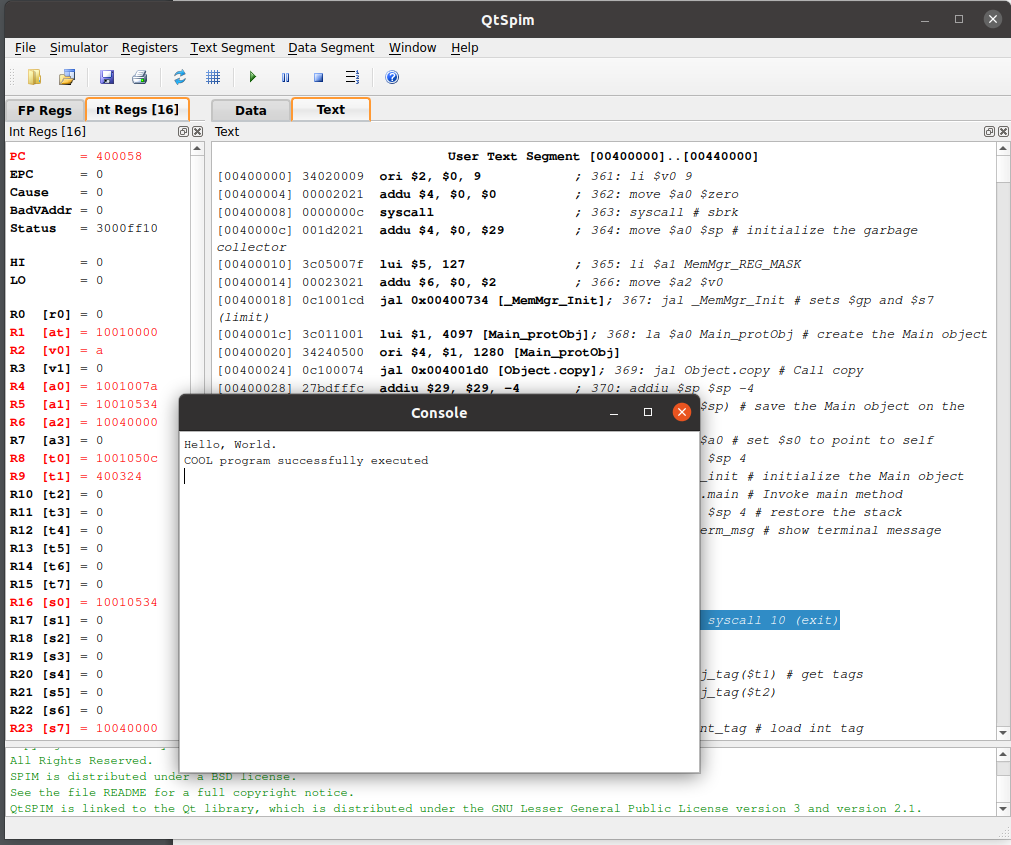 QtSpim
File Simulator Registers Text Segment Data Segment Window Help
FP Regs nt Regs [16] Data Text
Int Regs [16]
PC = 400058
EPC = 0
Cause = 0
BadVAddr = 0
Status = 3000ff10
HI = 0
LO = 0
R0 [r0] = 0
R1 [at] = 10010000
R2 [v0] = a
R3 [v1] = 0
R4 [a0] = 1001007a
R5 [a1] = 10010534
R6 [a2] = 10040000
R7 [a3] = 0
R8 [t0] = 1001050c
R9 [t1] = 400324
R10 [t2] = 0
R11 [t3] = 0
R12 [t4] = 0
R13 [t5] = 0
R14 [t6] = 0
R15 [t7] = 0
R16 [s0] = 10010534
R17 [s1] = 0
R18 [s2] = 0
R19 [s3] = 0
R20 [s4] = 0
R21 [s5] = 0
R22 [s6] = 0
R23 [s7] = 10040000
Text
User Text Segment [00400000]..[00440000]
[00400000] 34020009 ori $2, $0, 9 ; 361: li $v0 9
[00400004] 00002021 addu $4, $0, $0 ; 362: move $a0 $zero
[00400008] 0000000c syscall ; 363: syscall # sbrk
[0040000c] 001d2021 addu $4, $0, $29 ; 364: move $a0 $sp # initialize the garbage
collector
[00400010] 3c05007f lui $5, 127 ; 365: li $a1 MemMgr_REG_MASK
[00400014] 00023021 addu $6, $0, $2 ; 366: move $a2 $v0
[00400018] 0c1001cd jal 0x00400734 [_MemMgr_Init]; 367: jal _MemMgr_Init # sets $gp and $s7
(limit)
[0040001c] 3c011001 lui $1, 4097 [Main_protObj]; 368: la $a0 Main_protObj # create the Main object
[00400020] 34240500 ori $4, $1, 1280 [Main_protObj]
[00400024] 0c100074 jal 0x004001d0 [Object.copy]; 369: jal Object.copy # Call copy
[00400028] 27bdfffc addiu $29, $29, -4 ; 370: addiu $sp $sp -4
$sp) # save the Main object on the
$a0 # set $s0 to point to self
$sp 4
_init # initialize the Main object
.main # Invoke main method
$sp 4 # restore the stack
erm_msg # show terminal message
syscall 10 (exit)
j_tag($t1) # get tags
j_tag($t2)
nt_tag # load int tag
Console
Hello, World.
COOL program successfully executed
All Rights Reserved.
SPIM is distributed under a BSD license.
See the file README for a full copyright notice.
QtSPIM is linked to the Qt library, which is distributed under the GNU Lesser General Public License version 3 and version 2.1.